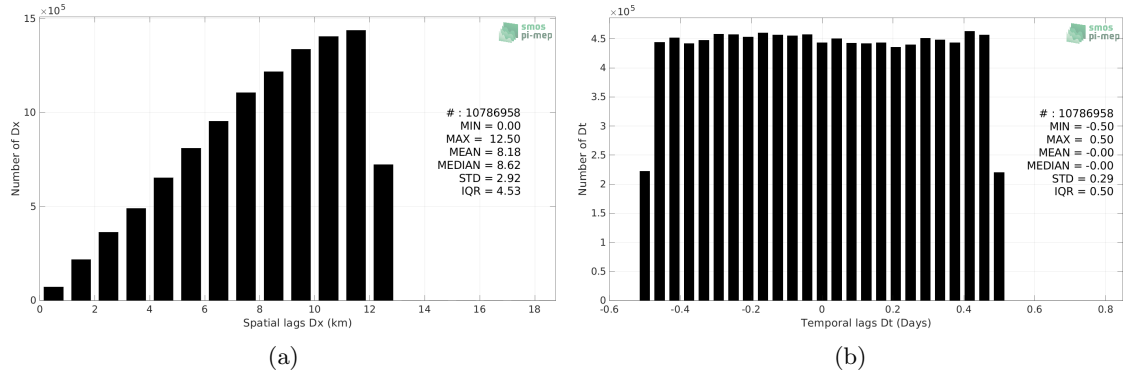 ×10^5
15
10
5
0
Number of Dx
0 2 4 6 8 10 12 14 16 18
Spatial lags Dx (km)
smos
pi-mep
# : 10786958
MIN = 0.00
MAX = 12.50
MEAN = 8.18
MEDIAN = 8.62
STD = 2.92
IQR = 4.53
(a)
×10^5
4.5
4
3.5
3
2.5
2
1.5
1
0.5
0
Number of Dt
-0.6 -0.4 -0.2 0 0.2 0.4 0.6 0.8
Temporal lags Dt (Days)
smos
pi-mep
# : 10786958
MIN = -0.50
MAX = 0.50
MEAN = -0.00
MEDIAN = -0.00
STD = 0.29
IQR = 0.50
(b)